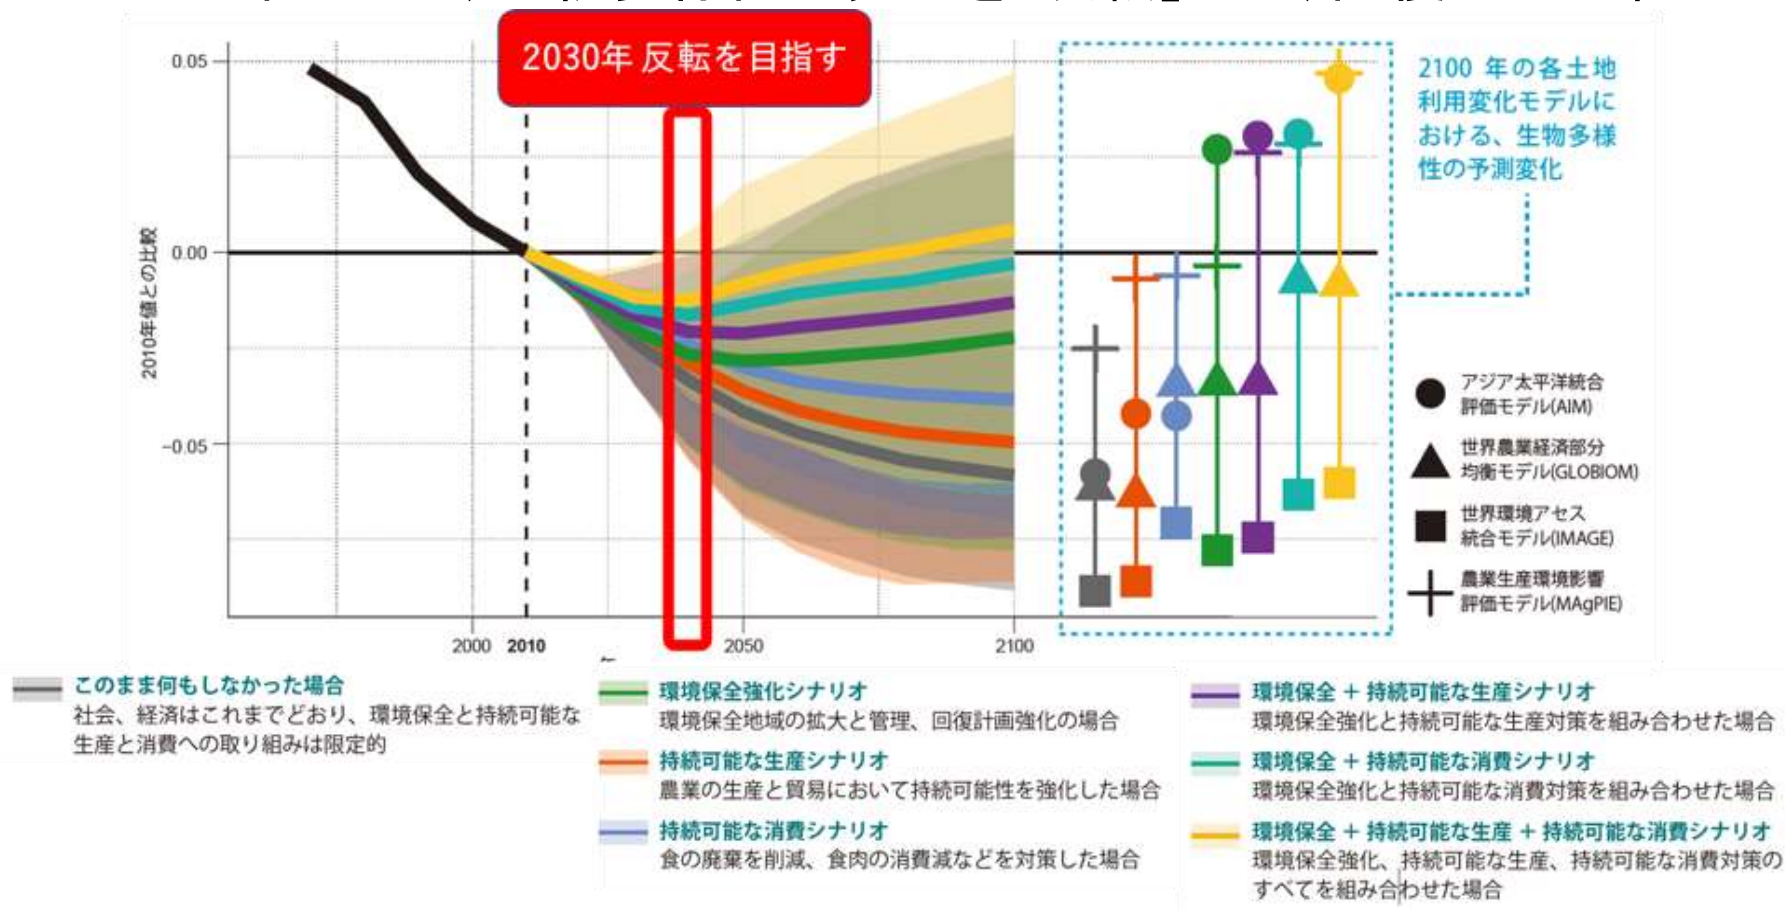 2030年 反転を目指す
0.05
0.00
−0.05
2010年値との比較
2000
2010
2050
2100
2100 年の各土地
利用変化モデルに
おける、生物多様
性の予測変化
アジア太平洋統合
評価モデル(AIM)
世界農業経済部分
均衡モデル(GLOBIOM)
世界環境アセス
統合モデル(IMAGE)
農業生産環境影響
評価モデル(MAgPIE)
このまま何もしなかった場合
社会、経済はこれまでどおり、環境保全と持続可能な
生産と消費への取り組みは限定的
環境保全強化シナリオ
環境保全地域の拡大と管理、回復計画強化の場合
持続可能な生産シナリオ
農業の生産と貿易において持続可能性を強化した場合
持続可能な消費シナリオ
食の廃棄を削減、食肉の消費減などを対策した場合
環境保全 + 持続可能な生産シナリオ
環境保全強化と持続可能な生産対策を組み合わせた場合
環境保全 + 持続可能な消費シナリオ
環境保全強化と持続可能な消費対策を組み合わせた場合
環境保全 + 持続可能な生産 + 持続可能な消費シナリオ
環境保全強化、持続可能な生産、持続可能な消費対策の
すべてを組み合わせた場合